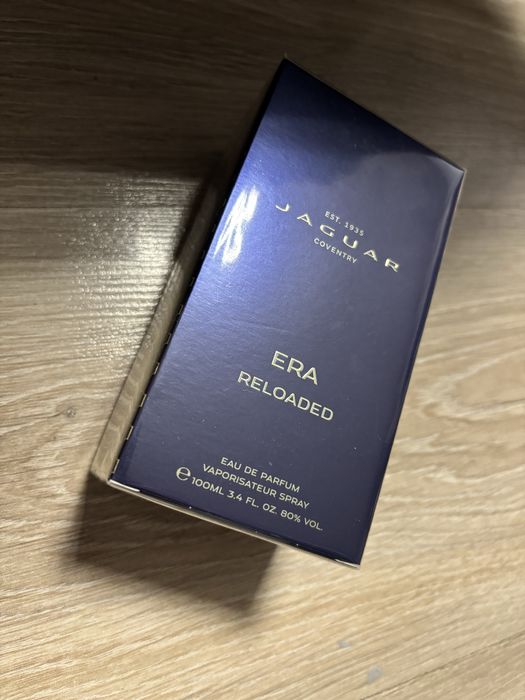 EST. 1935
JAGUAR
COVENTRY
ERA
RELOADED
EAU DE PARFUM
VAPORISATEUR SPRAY
℮ 100ML 3.4 FL. OZ. 80% VOL.